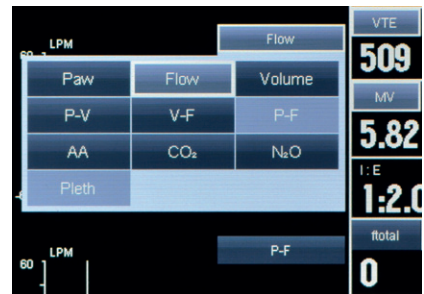 LPM
Flow
VTE
60
509
Paw Flow Volume
MV
P-V V-F P-F
5.82
AA CO₂ N₂O
I:E
Pleth
1:2.0
LPM
P-F
ftotal
60
0